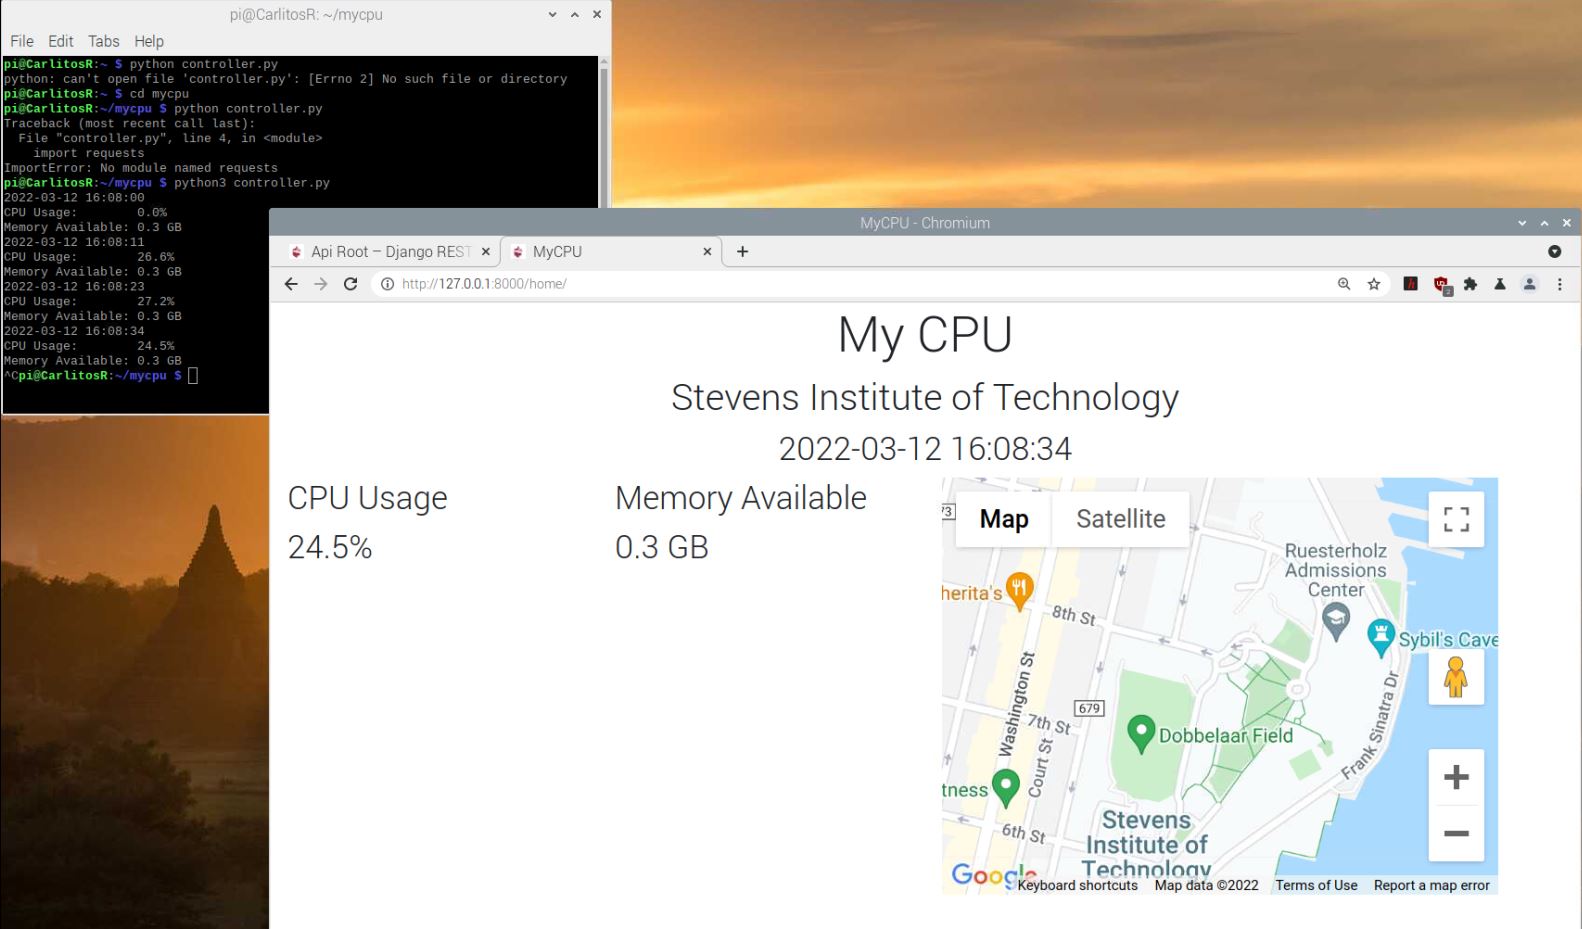 pi@CarlitosR: ~/mycpu
File Edit Tabs Help
pi@CarlitosR:~ $ python controller.py
python: can't open file 'controller.py': [Errno 2] No such file or directory
pi@CarlitosR:~ $ cd mycpu
pi@CarlitosR:~/mycpu $ python controller.py
Traceback (most recent call last):
File "controller.py", line 4, in <module>
import requests
ImportError: No module named requests
pi@CarlitosR:~/mycpu $ python3 controller.py
2022-03-12 16:08:00
CPU Usage: 0.0%
Memory Available: 0.3 GB
2022-03-12 16:08:11
CPU Usage: 26.6%
Memory Available: 0.3 GB
2022-03-12 16:08:23
CPU Usage: 27.2%
Memory Available: 0.3 GB
2022-03-12 16:08:34
CPU Usage: 24.5%
Memory Available: 0.3 GB
^Cpi@CarlitosR:~/mycpu $
MyCPU - Chromium
Api Root – Django REST
MyCPU
http://127.0.0.1:8000/home/
2
My CPU
Stevens Institute of Technology
2022-03-12 16:08:34
CPU Usage
24.5%
Memory Available
0.3 GB
Map
Satellite
73
Ruesterholz
Admissions
Center
herita's
8th St
Sybil's Cave
Washington St
679
7th St
Court St
Dobbelaar Field
Frank Sinatra Dr
tness
6th St
Stevens
Institute of
Technology
Google
Keyboard shortcuts
Map data ©2022
Terms of Use
Report a map error